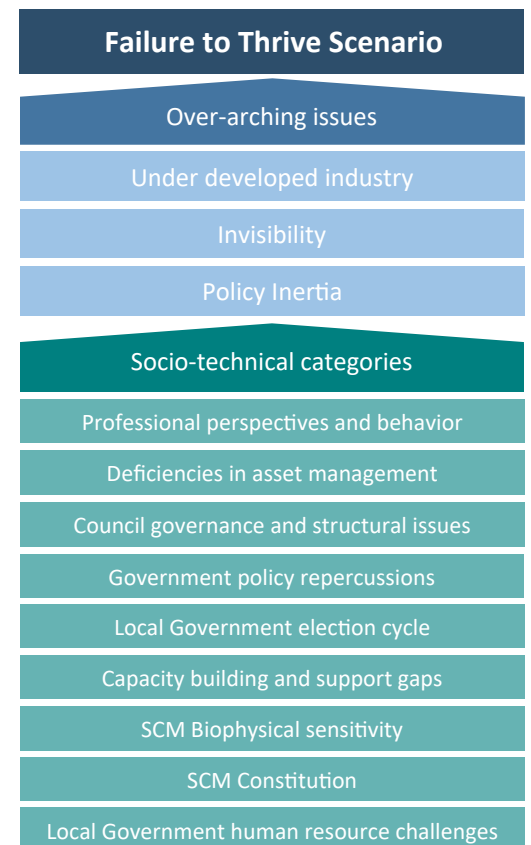 Failure to Thrive Scenario
Over-arching issues
Under developed industry
Invisibility
Policy Inertia
Socio-technical categories
Professional perspectives and behavior
Deficiencies in asset management
Council governance and structural issues
Government policy repercussions
Local Government election cycle
Capacity building and support gaps
SCM Biophysical sensitivity
SCM Constitution
Local Government human resource challenges